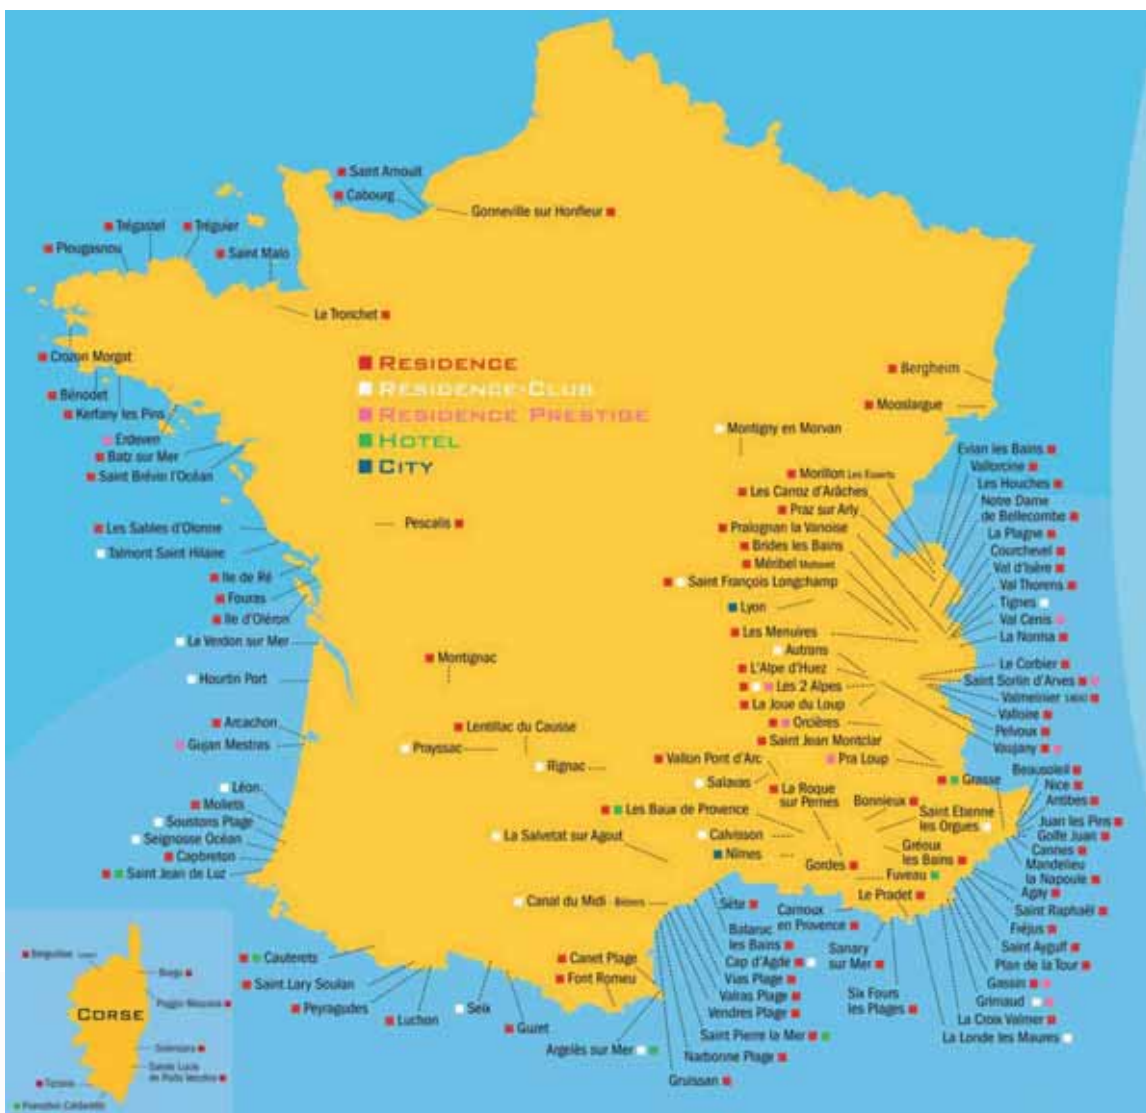 Saint Arnoult
Cabourg
Gonneville sur Honfleur
Trégastel
Tréguier
Plougasnou
Saint Malo
Le Tronchet
Crozon Morgat
Bénodet
Kerfany les Pins
Erdeven
Batz sur Mer
Saint Brévin l'Océan
RESIDENCE
RESIDENCE-CLUB
RESIDENCE PRESTIGE
HOTEL
CITY
Bergheim
Mooslargue
Montigny en Morvan
Evian les Bains
Vallorcine
Les Houches
Notre Dame
de Bellecombe
La Plagne
Courchevel
Val d'Isère
Val Thorens
Tignes
Val Cenis
La Norma
Morillon Les Esserts
Les Carroz d'Arâches
Praz sur Arly
Pralognan la Vanoise
Brides les Bains
Méribel Mottaret
Saint François Longchamp
Lyon
Les Menuires
Autrans
L'Alpe d'Huez
Les 2 Alpes
La Joue du Loup
Orcières
Saint Jean Montclar
Pra Loup
Le Corbier
Saint Sorlin d'Arves
Valmeinier 1800
Valloire
Pelvoux
Vaujany
Les Sables d'Olonne
Talmont Saint Hilaire
Pescalis
Ile de Ré
Fouras
Ile d'Oléron
Le Verdon sur Mer
Hourtin Port
Arcachon
Gujan Mestras
Montignac
Lentillac du Causse
Prayssac
Rignac
Léon
Moliets
Soustons Plage
Seignosse Océan
Capbreton
Saint Jean de Luz
Vallon Pont d'Arc
Salavas
La Roque
sur Pernes
Les Baux de Provence
Bonnieux
Saint Etienne
les Orgues
Grasse
Beausoleil
Nice
Antibes
Juan les Pins
Golfe Juan
Cannes
Mandelieu
la Napoule
Agay
Saint Raphaël
Fréjus
Saint Aygulf
Plan de la Tour
Gassin
Grimaud
La Croix Valmer
La Londe les Maures
La Salvetat sur Agout
Calvisson
Nîmes
Gordes
Gréoux
les Bains
Fuveau
Le Pradet
Canal du Midi - Béziers
Sète
Balaruc
les Bains
Cap d'Agde
Vias Plage
Valras Plage
Vendres Plage
Saint Pierre la Mer
Narbonne Plage
Gruissan
Carnoux
en Provence
Sanary
sur Mer
Six Fours
les Plages
Cauterets
Saint Lary Soulan
Peyragudes
Luchon
Seix
Guzet
Canet Plage
Font Romeu
Argelès sur Mer
CORSE
Borgo
Solenzara
Sainte Lucie
de Porto Vecchio
Tizzano